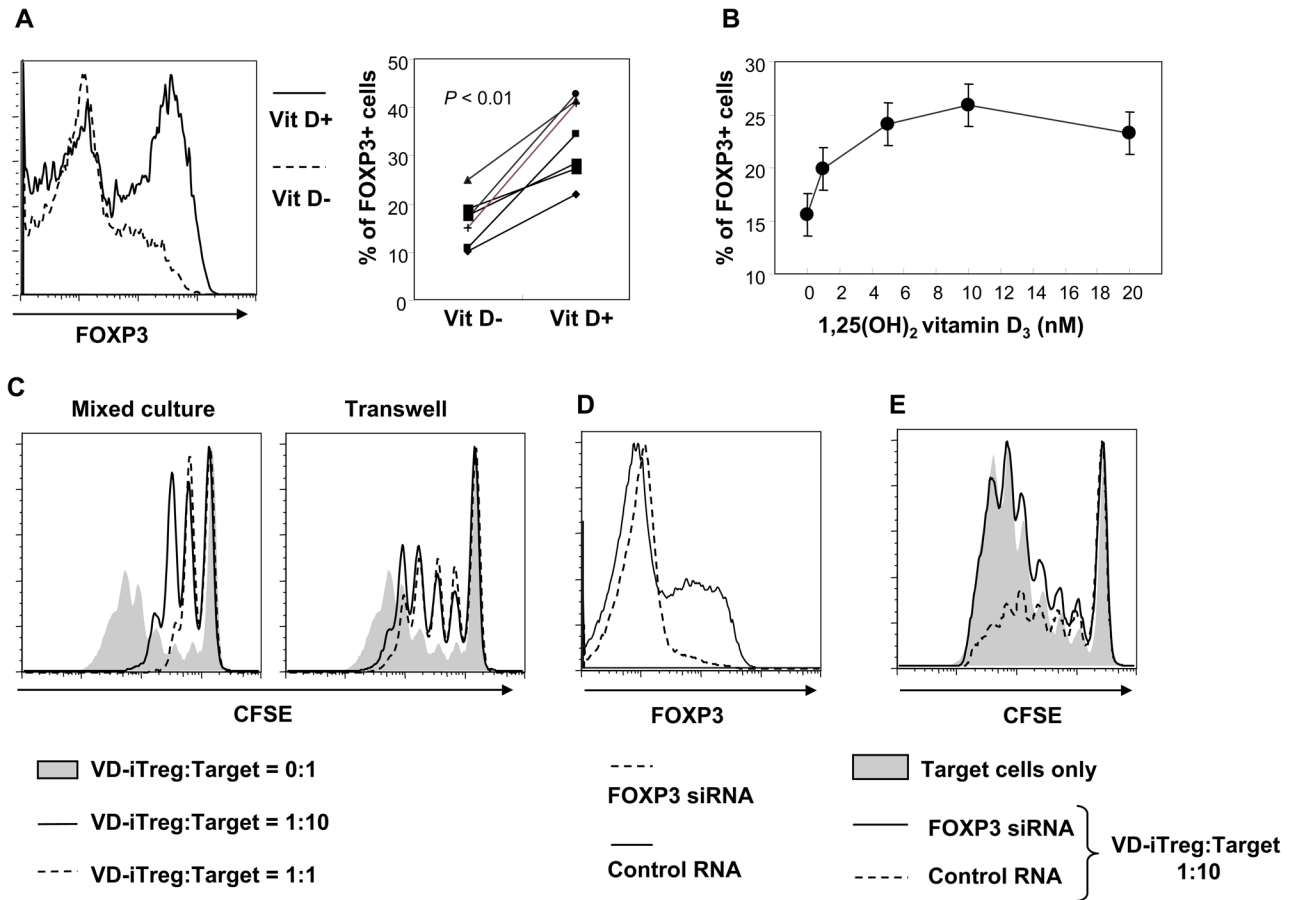 A
B
Vit D+
Vit D-
FOXP3
% of FOXP3+ cells
50
40
30
20
10
0
P < 0.01
Vit D-
Vit D+
% of FOXP3+ cells
30
25
20
15
10
0 2 4 6 8 10 12 14 16 18 20
1,25(OH)₂ vitamin D₃ (nM)
C
Mixed culture
Transwell
CFSE
D
FOXP3
E
CFSE
VD-iTreg:Target = 0:1
VD-iTreg:Target = 1:10
VD-iTreg:Target = 1:1
FOXP3 siRNA
Control RNA
Target cells only
FOXP3 siRNA
Control RNA
VD-iTreg:Target
1:10